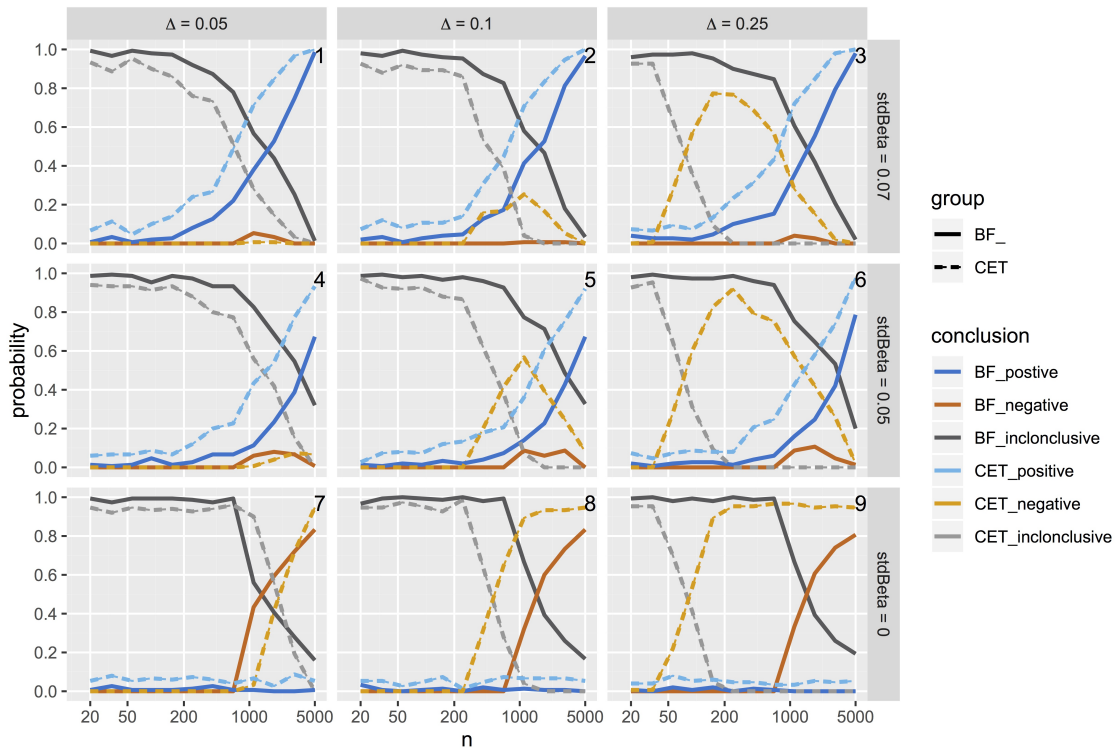 Δ = 0.05
Δ = 0.1
Δ = 0.25
1.0
0.8
0.6
0.4
0.2
0.0
1
2
3
stdBeta = 0.07
1.0
0.8
0.6
0.4
0.2
0.0
4
5
6
stdBeta = 0.05
1.0
0.8
0.6
0.4
0.2
0.0
7
8
9
stdBeta = 0
20 50 200 1000 5000
20 50 200 1000 5000
20 50 200 1000 5000
n
probability
group
BF_
CET
conclusion
BF_postive
BF_negative
BF_inclonclusive
CET_positive
CET_negative
CET_inclonclusive